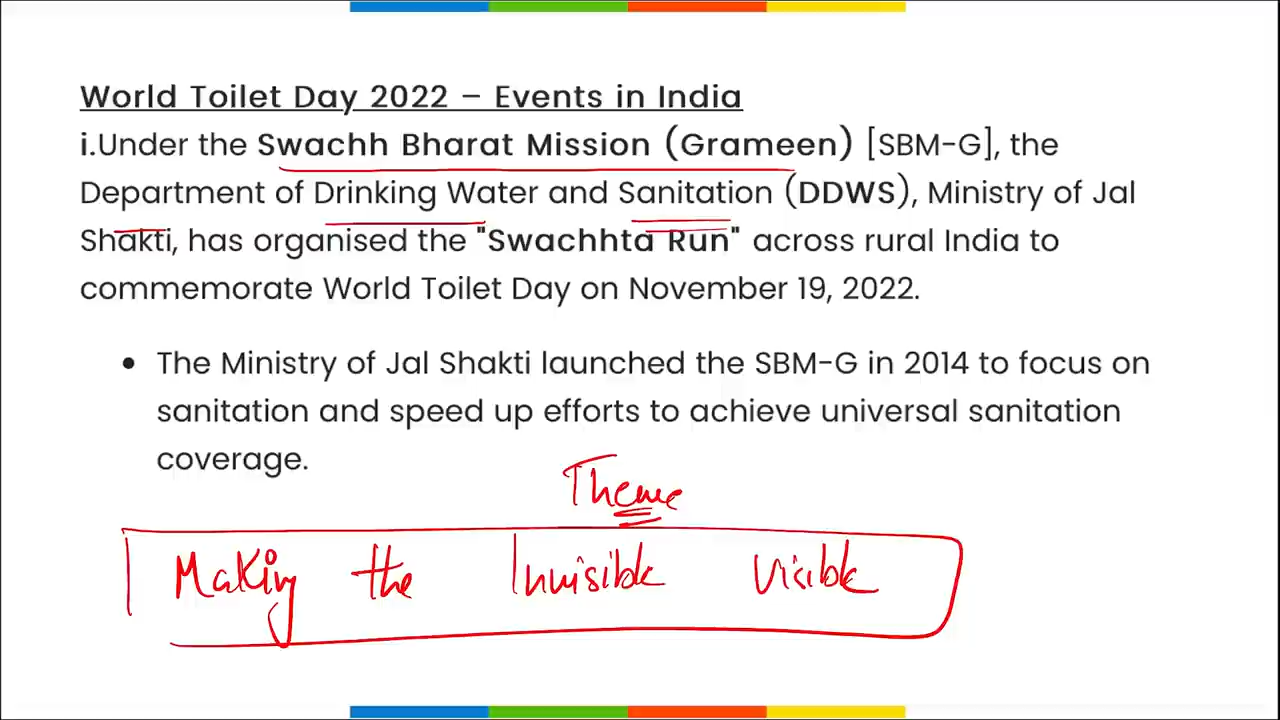 World Toilet Day 2022 – Events in India
i.Under the Swachh Bharat Mission (Grameen) [SBM-G], the
Department of Drinking Water and Sanitation (DDWS), Ministry of Jal
Shakti, has organised the "Swachhta Run" across rural India to
commemorate World Toilet Day on November 19, 2022.
• The Ministry of Jal Shakti launched the SBM-G in 2014 to focus on
sanitation and speed up efforts to achieve universal sanitation
coverage.
Theme
Making the Invisible visible